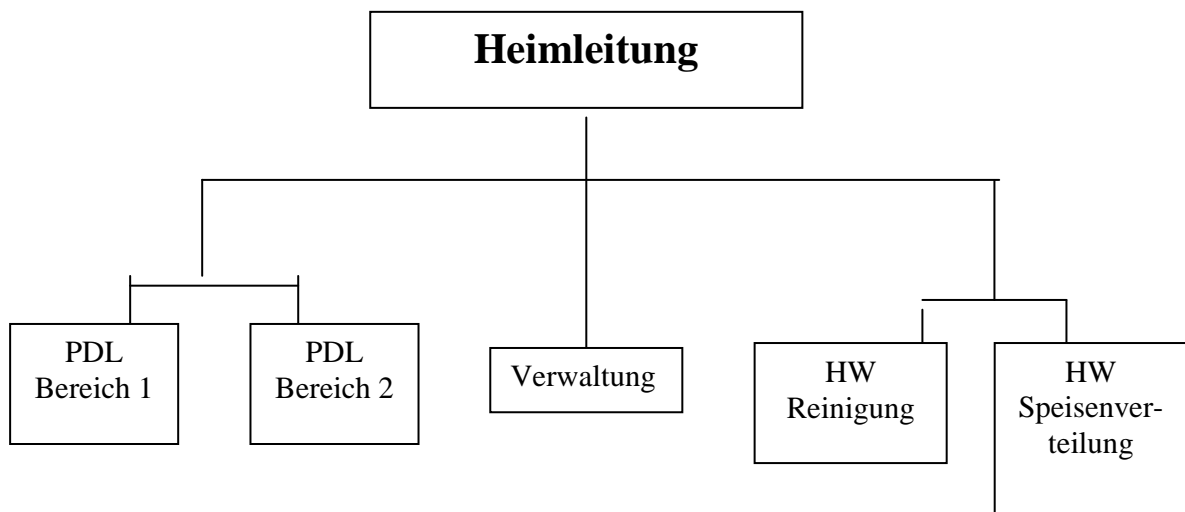 Heimleitung
PDL
Bereich 1
PDL
Bereich 2
Verwaltung
HW
Reinigung
HW
Speisenver-
teilung